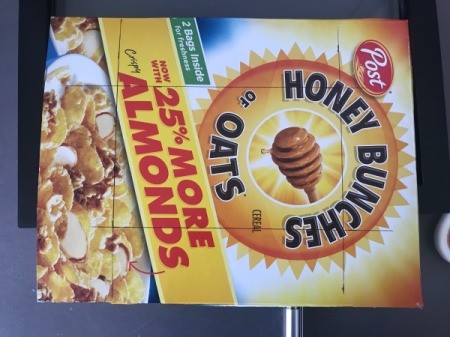 Post
HONEY BUNCHES
OF OATS
CEREAL
2 Bags Inside
for freshness
NOW
WITH
25% MORE
Crispy
ALMONDS